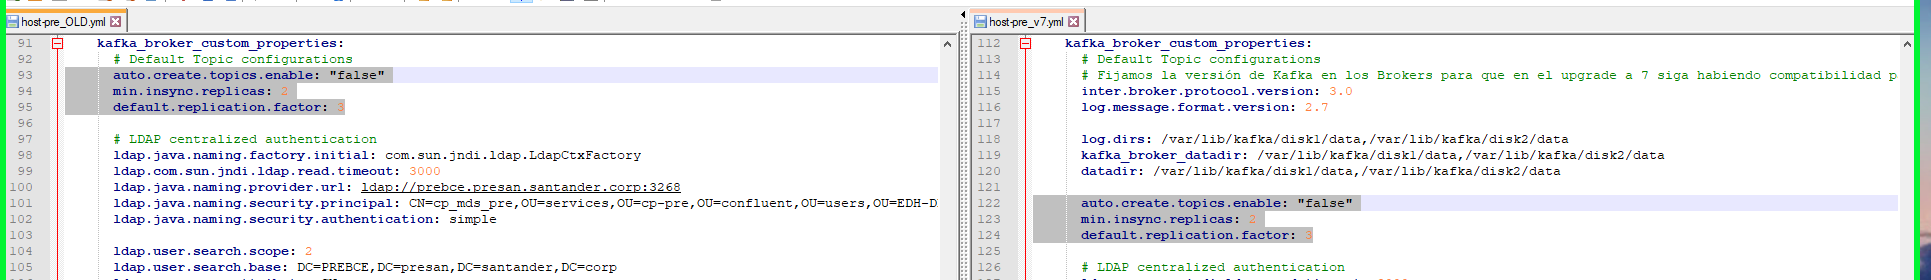 host-pre_OLD.yml
91 kafka_broker_custom_properties:
92 # Default Topic configurations
93 auto.create.topics.enable: "false"
94 min.insync.replicas: 2
95 default.replication.factor: 3
96
97 # LDAP centralized authentication
98 ldap.java.naming.factory.initial: com.sun.jndi.ldap.LdapCtxFactory
99 ldap.com.sun.jndi.ldap.read.timeout: 3000
100 ldap.java.naming.provider.url: ldap://prebce.presan.santander.corp:3268
101 ldap.java.naming.security.principal: CN=cp_mds_pre,OU=services,OU=cp-pre,OU=confluent,OU=users,OU=EDH-D
102 ldap.java.naming.security.authentication: simple
103
104 ldap.user.search.scope: 2
105 ldap.user.search.base: DC=PREBCE,DC=presan,DC=santander,DC=corp
host-pre_v7.yml
112 kafka_broker_custom_properties:
113 # Default Topic configurations
114 # Fijamos la versión de Kafka en los Brokers para que en el upgrade a 7 siga habiendo compatibilidad p
115 inter.broker.protocol.version: 3.0
116 log.message.format.version: 2.7
117
118 log.dirs: /var/lib/kafka/disk1/data,/var/lib/kafka/disk2/data
119 kafka_broker_datadir: /var/lib/kafka/disk1/data,/var/lib/kafka/disk2/data
120 datadir: /var/lib/kafka/disk1/data,/var/lib/kafka/disk2/data
121
122 auto.create.topics.enable: "false"
123 min.insync.replicas: 2
124 default.replication.factor: 3
125
126 # LDAP centralized authentication